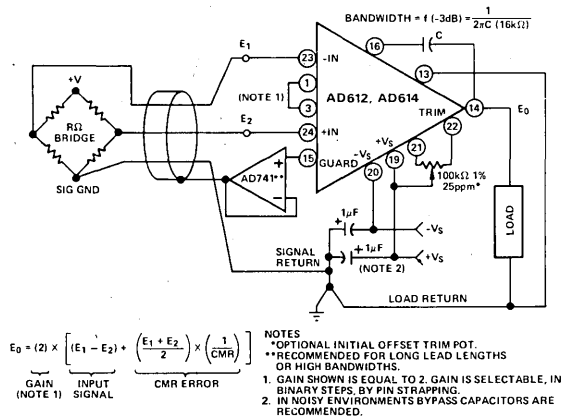 BANDWIDTH = f (-3dB) = 1 / 2πC (16kΩ)
E1
16
C
+V
23
-IN
13
1
(NOTE 1)
3
AD612, AD614
RΩ
BRIDGE
E2
24
+IN
TRIM
14
E0
22
15
GUARD
-VS
+VS
21
AD741**
+
-
20
19
SIG GND
100kΩ 1%
25ppm*
LOAD
+
1μF
-VS
SIGNAL
RETURN
+
1μF
+VS
(NOTE 2)
LOAD RETURN
E0 = (2) × [(E1 – E2) + (E1 + E2 / 2) × (1 / CMR)]
GAIN
(NOTE 1)
INPUT
SIGNAL
CMR ERROR
NOTES
*OPTIONAL INITIAL OFFSET TRIM POT.
**RECOMMENDED FOR LONG LEAD LENGTHS
OR HIGH BANDWIDTHS.
1. GAIN SHOWN IS EQUAL TO 2. GAIN IS SELECTABLE, IN
BINARY STEPS, BY PIN STRAPPING.
2. IN NOISY ENVIRONMENTS BYPASS CAPACITORS ARE
RECOMMENDED.